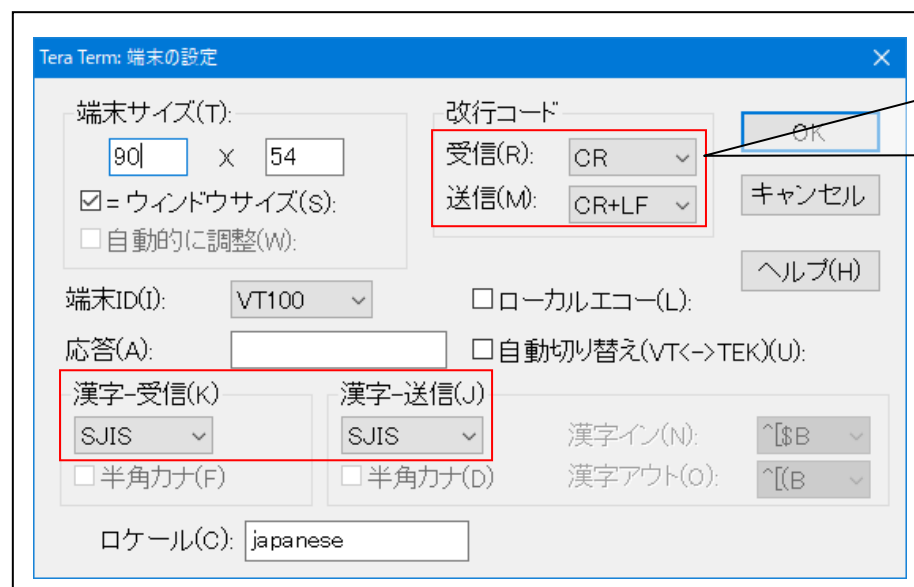 Tera Term: 端末の設定
端末サイズ(T):
90 X 54
= ウィンドウサイズ(S):
自動的に調整(W):
改行コード
受信(R): CR
送信(M): CR+LF
OK
キャンセル
ヘルプ(H)
端末ID(I): VT100
ローカルエコー(L):
応答(A):
自動切り替え(VT<->TEK)(U):
漢字-受信(K)
SJIS
半角カナ(F)
漢字-送信(J)
SJIS
半角カナ(D)
漢字イン(N): ^[$B
漢字アウト(O): ^[(B
ロケール(C): japanese